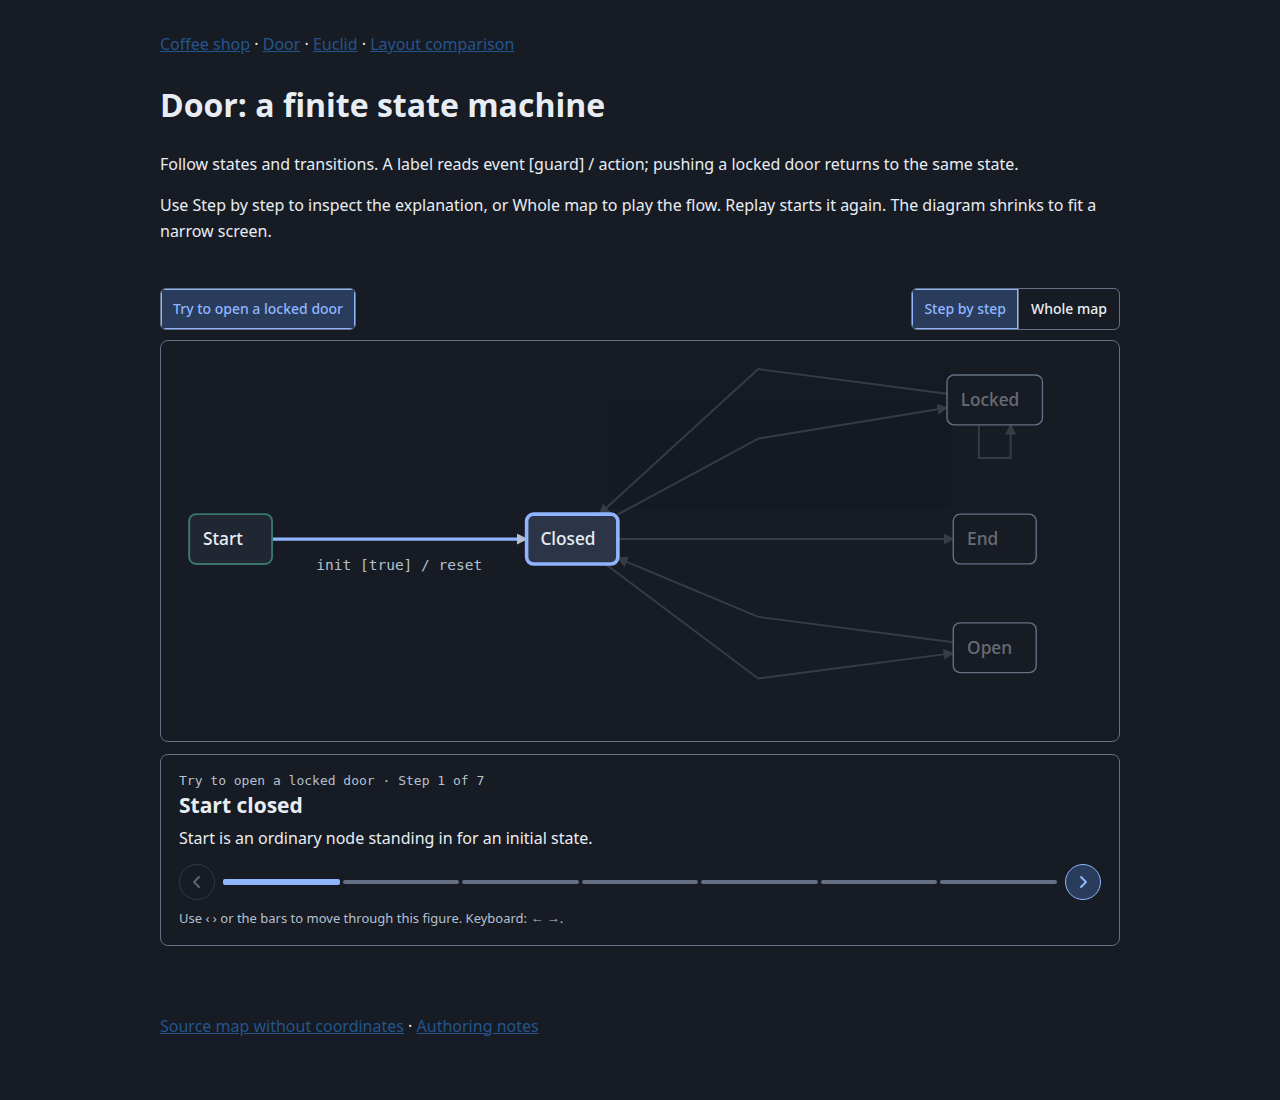 Coffee shop · Door · Euclid · Layout comparison
Door: a finite state machine
Follow states and transitions. A label reads event [guard] / action; pushing a locked door returns to the same state.
Use Step by step to inspect the explanation, or Whole map to play the flow. Replay starts it again. The diagram shrinks to fit a
narrow screen.
Try to open a locked door
Step by step
Whole map
Locked
Start
Closed
End
init [true] / reset
Open
Try to open a locked door · Step 1 of 7
Start closed
Start is an ordinary node standing in for an initial state.
Use ‹ › or the bars to move through this figure. Keyboard: ← →.
Source map without coordinates · Authoring notes